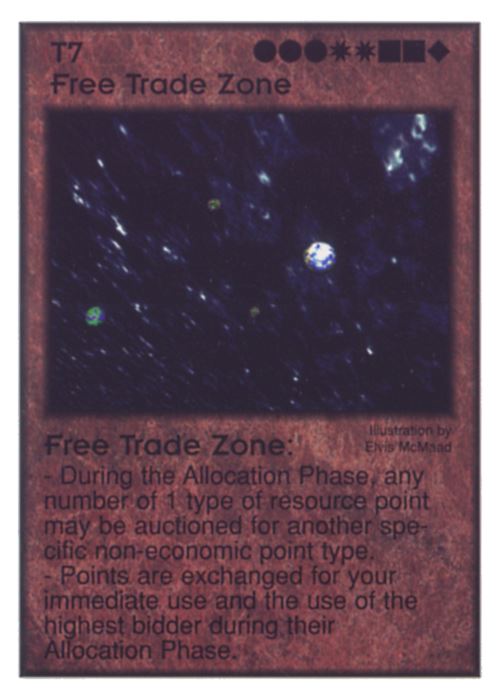 T7
Free Trade Zone
Illustration by
Elvis McMaad
Free Trade Zone:
- During the Allocation Phase, any
number of 1 type of resource point
may be auctioned for another spe-
cific non-economic point type.
- Points are exchanged for your
immediate use and the use of the
highest bidder during their
Allocation Phase.